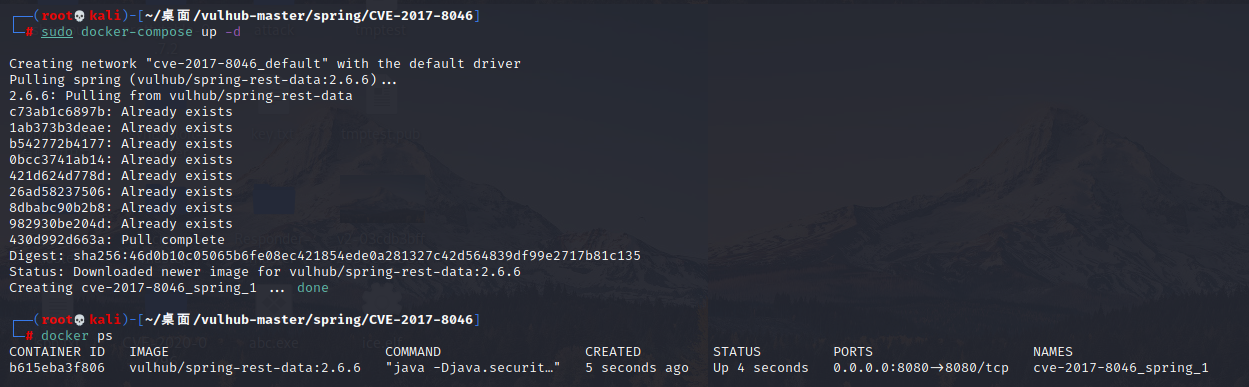 ┌──(root💀kali)-[~/桌面/vulhub-master/spring/CVE-2017-8046]
└─# sudo docker-compose up -d
Creating network "cve-2017-8046_default" with the default driver
Pulling spring (vulhub/spring-rest-data:2.6.6)...
2.6.6: Pulling from vulhub/spring-rest-data
c73ab1c6897b: Already exists
1ab373b3deae: Already exists
b542772b4177: Already exists
0bcc3741ab14: Already exists
421d624d778d: Already exists
26ad58237506: Already exists
8dbabc90b2b8: Already exists
982930be204d: Already exists
430d992d663a: Pull complete
Digest: sha256:46d0b10c05065b6fe08ec421854ede0a281327c42d564839df99e2717b81c135
Status: Downloaded newer image for vulhub/spring-rest-data:2.6.6
Creating cve-2017-8046_spring_1 ... done
┌──(root💀kali)-[~/桌面/vulhub-master/spring/CVE-2017-8046]
└─# docker ps
CONTAINER ID IMAGE COMMAND CREATED STATUS PORTS NAMES
b615eba3f806 vulhub/spring-rest-data:2.6.6 "java -Djava.securit…" 5 seconds ago Up 4 seconds 0.0.0.0:8080→8080/tcp cve-2017-8046_spring_1